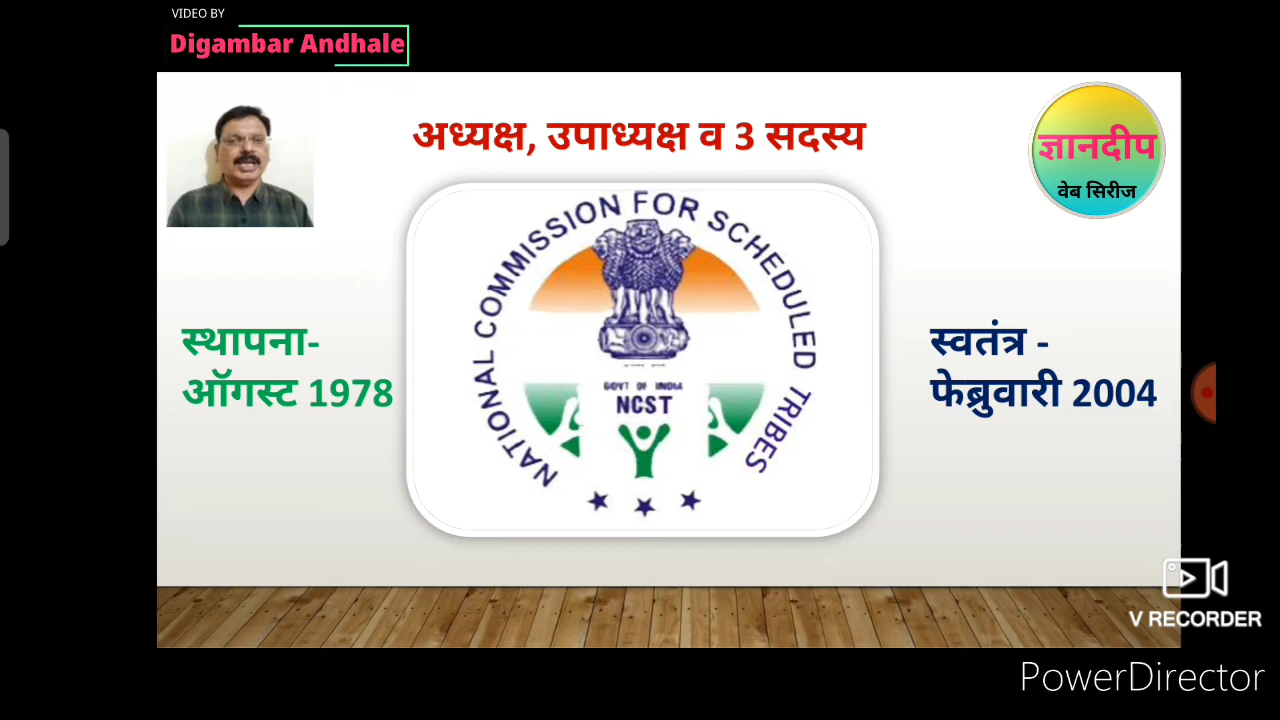 VIDEO BY
Digambar Andhale
अध्यक्ष, उपाध्यक्ष व 3 सदस्य
ज्ञानदीप
वेब सिरीज
NATIONAL COMMISSION FOR SCHEDULED TRIBES
स्थापना-
ऑगस्ट 1978
GOVT OF INDIA
NCST
स्वतंत्र -
फेब्रुवारी 2004
V RECORDER
PowerDirector